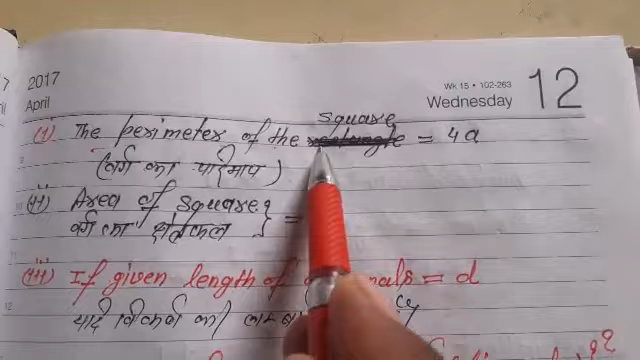 2017
April
Wk 15 • 102-263
Wednesday 12
square
(i) The perimeter of the rectangle = 4a
(वर्ग का परिमाप)
(ii) Area of square} =
वर्ग का क्षेत्रफल
(iii) If given length of = d
यदि विकर्ण की